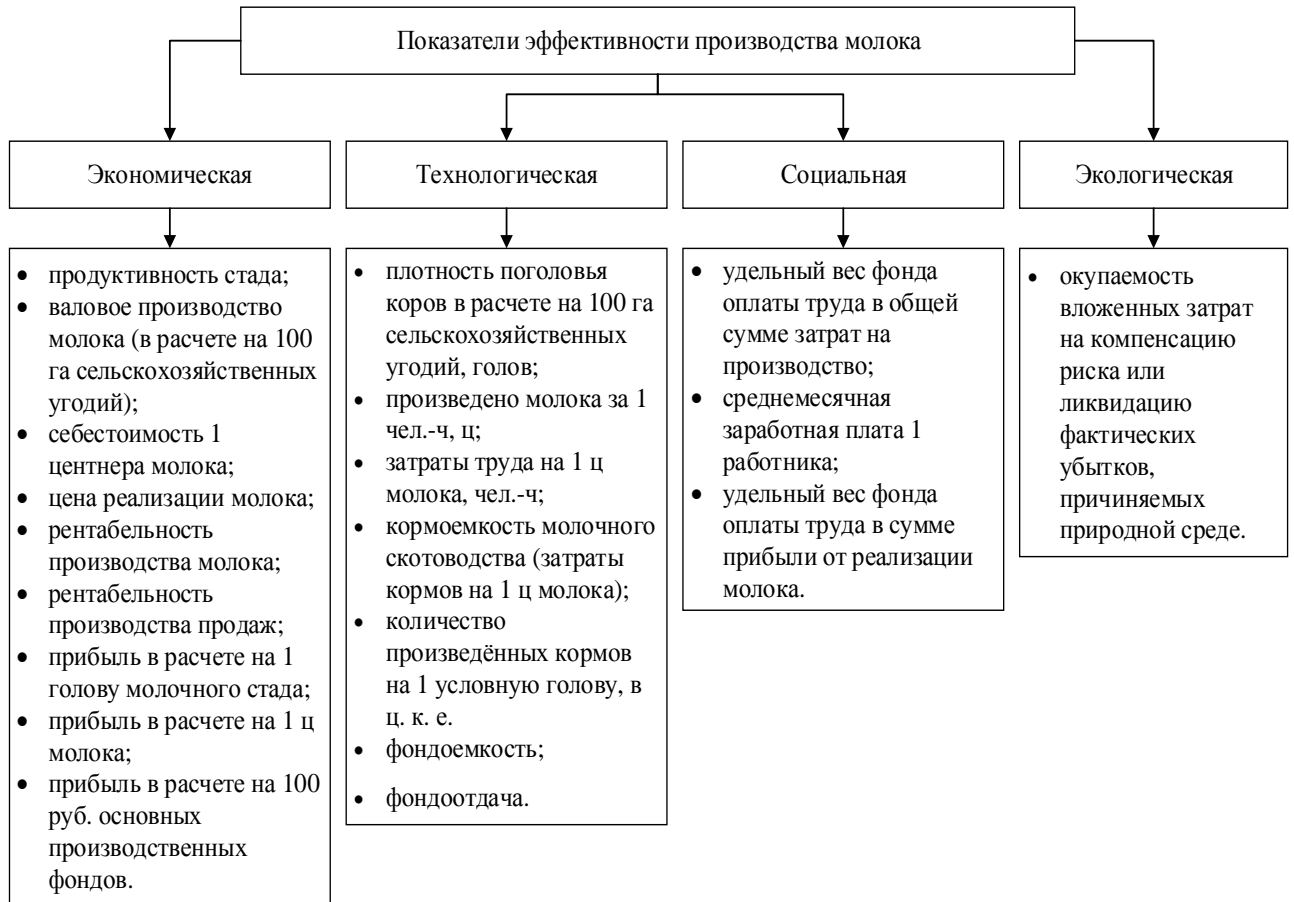 Показатели эффективности производства молока
Экономическая
Технологическая
Социальная
Экологическая
• продуктивность стада;
• валовое производство
молока (в расчете на 100
га сельскохозяйственных
угодий);
• себестоимость 1
центнера молока;
• цена реализации молока;
• рентабельность
производства молока;
• рентабельность
производства продаж;
• прибыль в расчете на 1
голову молочного стада;
• прибыль в расчете на 1 ц
молока;
• прибыль в расчете на 100
руб. основных
производственных
фондов.
• плотность поголовья
коров в расчете на 100 га
сельскохозяйственных
угодий, голов;
• произведено молока за 1
чел.-ч, ц;
• затраты труда на 1 ц
молока, чел.-ч;
• кормоемкость молочного
скотоводства (затраты
кормов на 1 ц молока);
• количество
произведённых кормов
на 1 условную голову, в
ц. к. е.
• фондоемкость;
• фондоотдача.
• удельный вес фонда
оплаты труда в общей
сумме затрат на
производство;
• среднемесячная
заработная плата 1
работника;
• удельный вес фонда
оплаты труда в сумме
прибыли от реализации
молока.
• окупаемость
вложенных затрат
на компенсацию
риска или
ликвидацию
фактических
убытков,
причиняемых
природной среде.